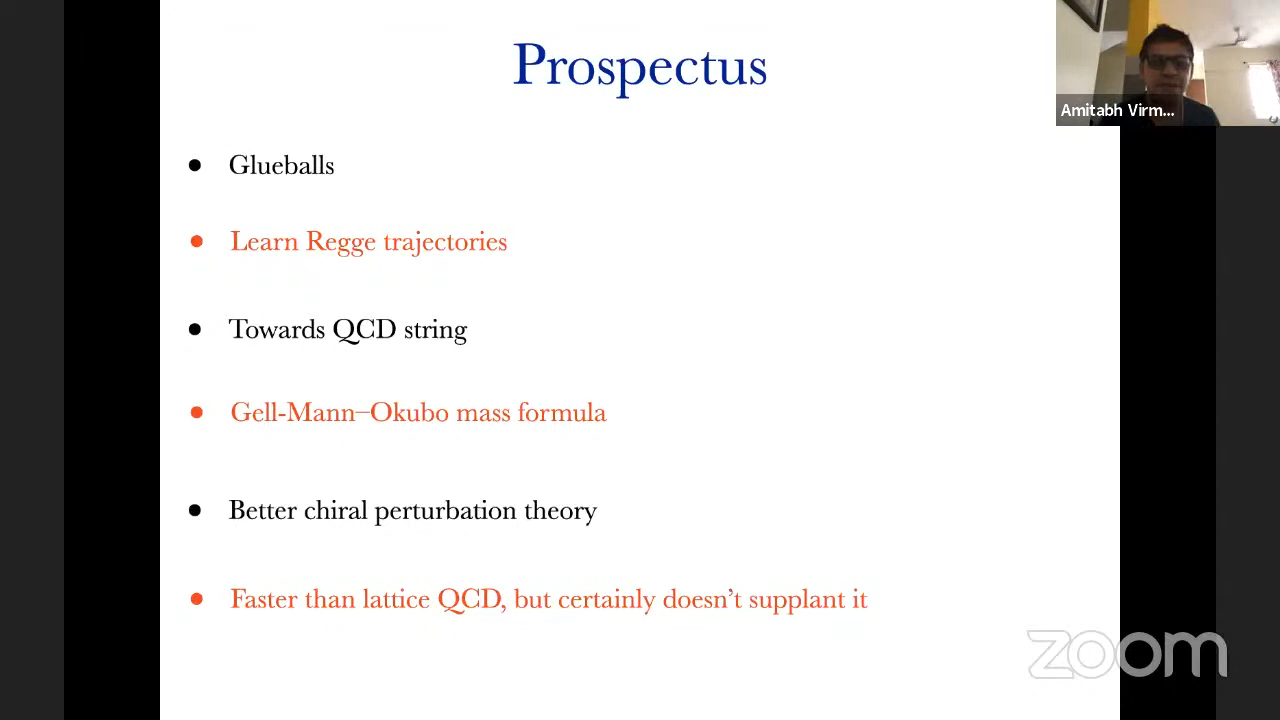 Prospectus
Amitabh Virm...
• Glueballs
• Learn Regge trajectories
• Towards QCD string
• Gell-Mann–Okubo mass formula
• Better chiral perturbation theory
• Faster than lattice QCD, but certainly doesn’t supplant it
zoom